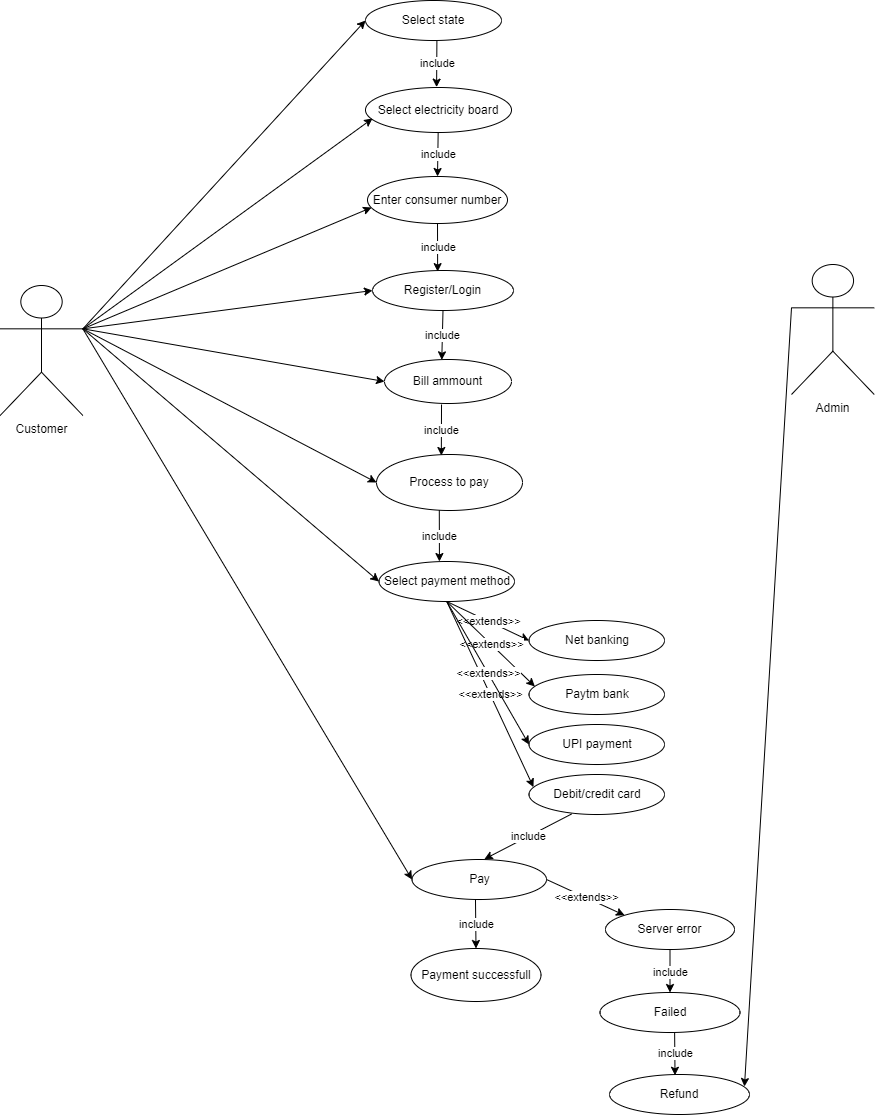 Select state
include
Select electricity board
include
Enter consumer number
include
Register/Login
include
Bill ammount
include
Process to pay
include
Select payment method
<<extends>>
Net banking
<<extends>>
Paytm bank
<<extends>>
<<extends>>
UPI payment
Debit/credit card
include
Pay
<<extends>>
include
Server error
Payment successfull
include
Failed
include
Refund
Customer
Admin